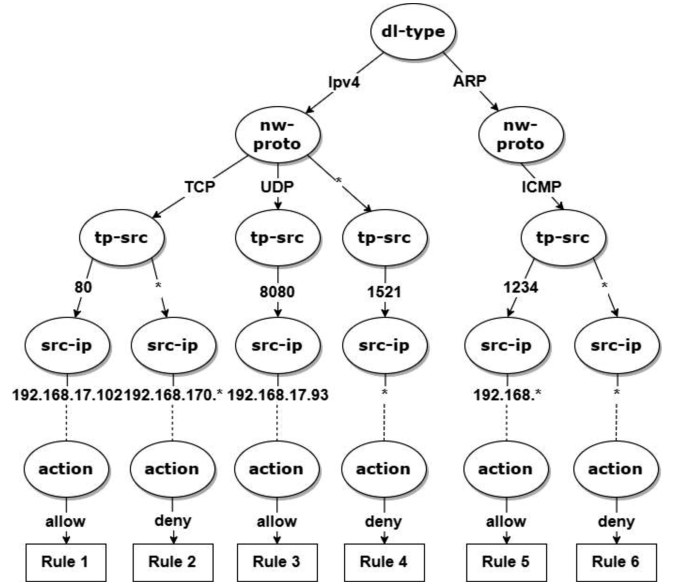 dl-type
Ipv4 ARP
nw-
proto
nw-
proto
TCP UDP * ICMP
tp-src tp-src tp-src tp-src
80 * 8080 1521 1234 *
src-ip src-ip src-ip src-ip src-ip src-ip
192.168.17.102 192.168.170.* 192.168.17.93 * 192.168.* *
action action action action action action
allow deny allow deny allow deny
Rule 1 Rule 2 Rule 3 Rule 4 Rule 5 Rule 6